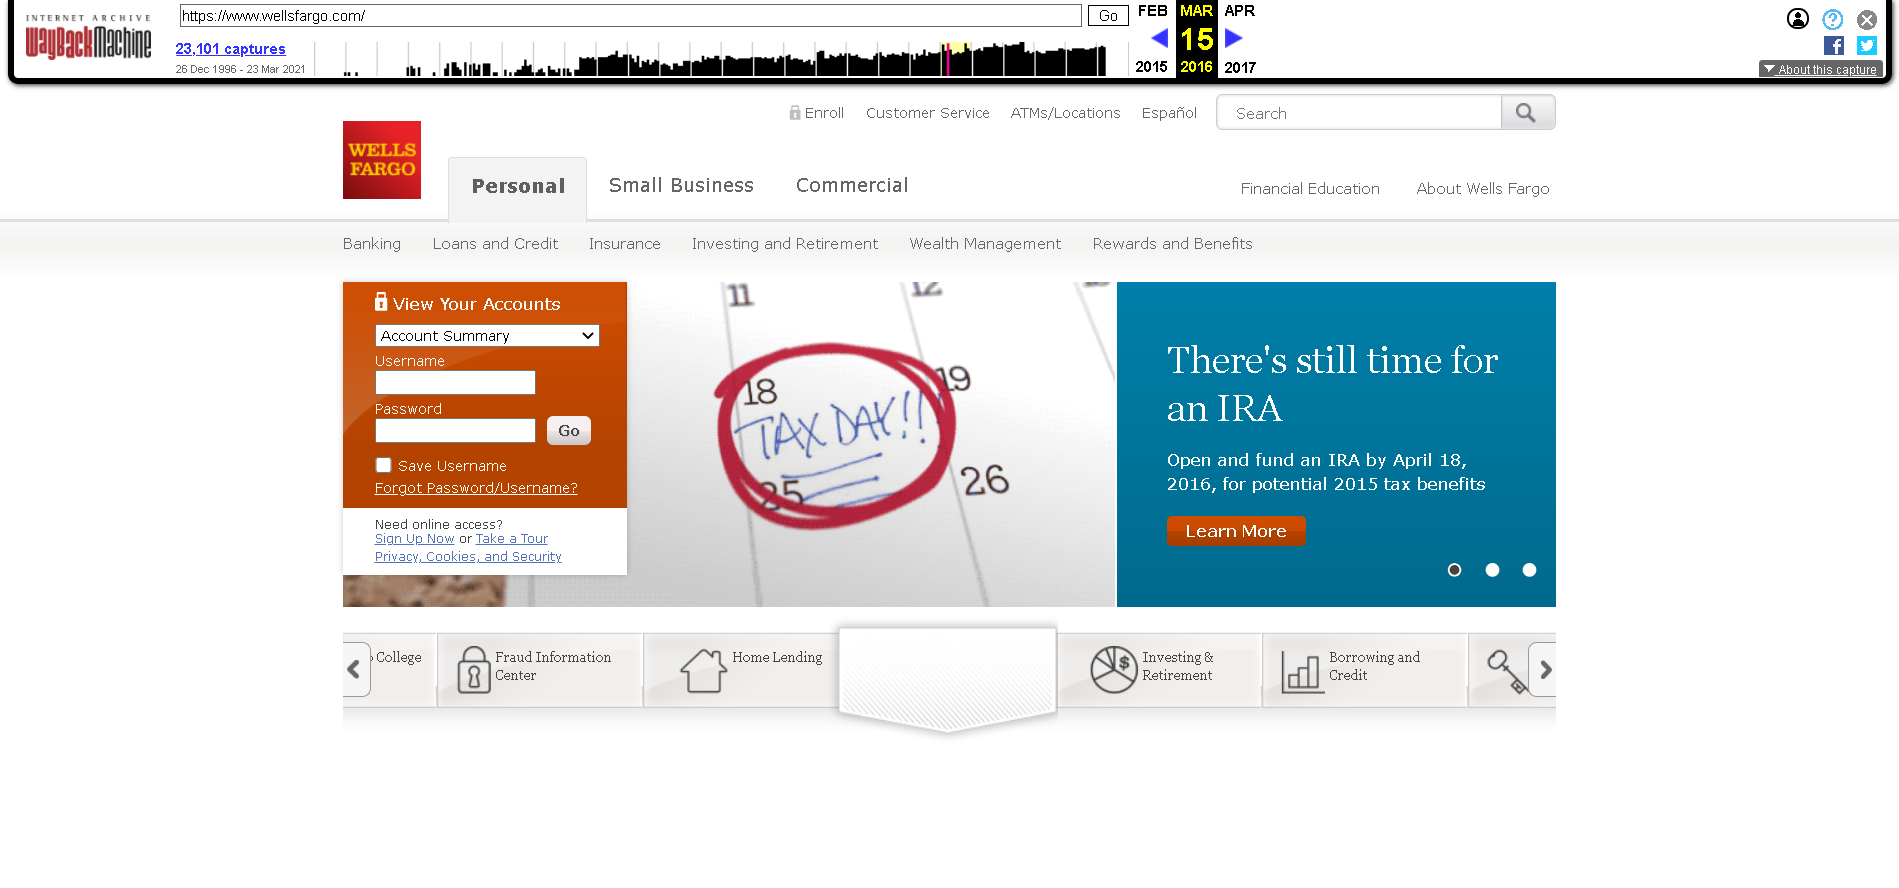 INTERNET ARCHIVE
WayBackMachine
https://www.wellsfargo.com/
Go
FEB MAR APR
23,101 captures
15
26 Dec 1996 - 23 Mar 2021
2015 2016 2017
About this capture
Enroll Customer Service ATMs/Locations Español Search
WELLS
FARGO
Personal Small Business Commercial
Financial Education About Wells Fargo
Banking Loans and Credit Insurance Investing and Retirement Wealth Management Rewards and Benefits
View Your Accounts
Account Summary
Username
Password
Go
Save Username
Forgot Password/Username?
Need online access?
Sign Up Now or Take a Tour
Privacy, Cookies, and Security
11 12
18 19
TAX DAY!!
25 26
There's still time for
an IRA
Open and fund an IRA by April 18,
2016, for potential 2015 tax benefits
Learn More
College
Fraud Information
Center
Home Lending
Investing &
Retirement
Borrowing and
Credit